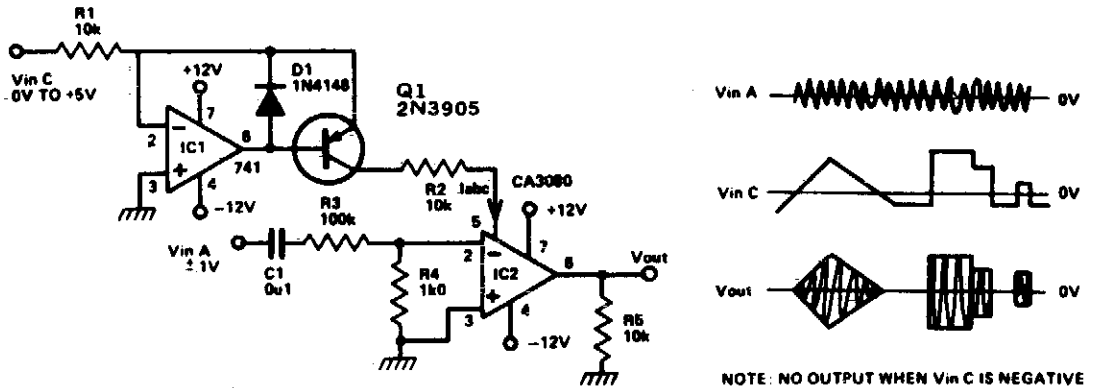 R1
10k
Vin C
0V TO +5V
+12V
7
2
−
IC1
+
3
4
−12V
6
741
D1
1N4148
Q1
2N3905
R2
10k
Iabc
CA3080
+12V
R3
100k
Vin A
± 1V
C1
0u1
R4
1k0
5
2
−
IC2
+
3
7
4
−12V
6
Vout
R5
10k
Vin A
0V
Vin C
0V
Vout
0V
NOTE: NO OUTPUT WHEN Vin C IS NEGATIVE